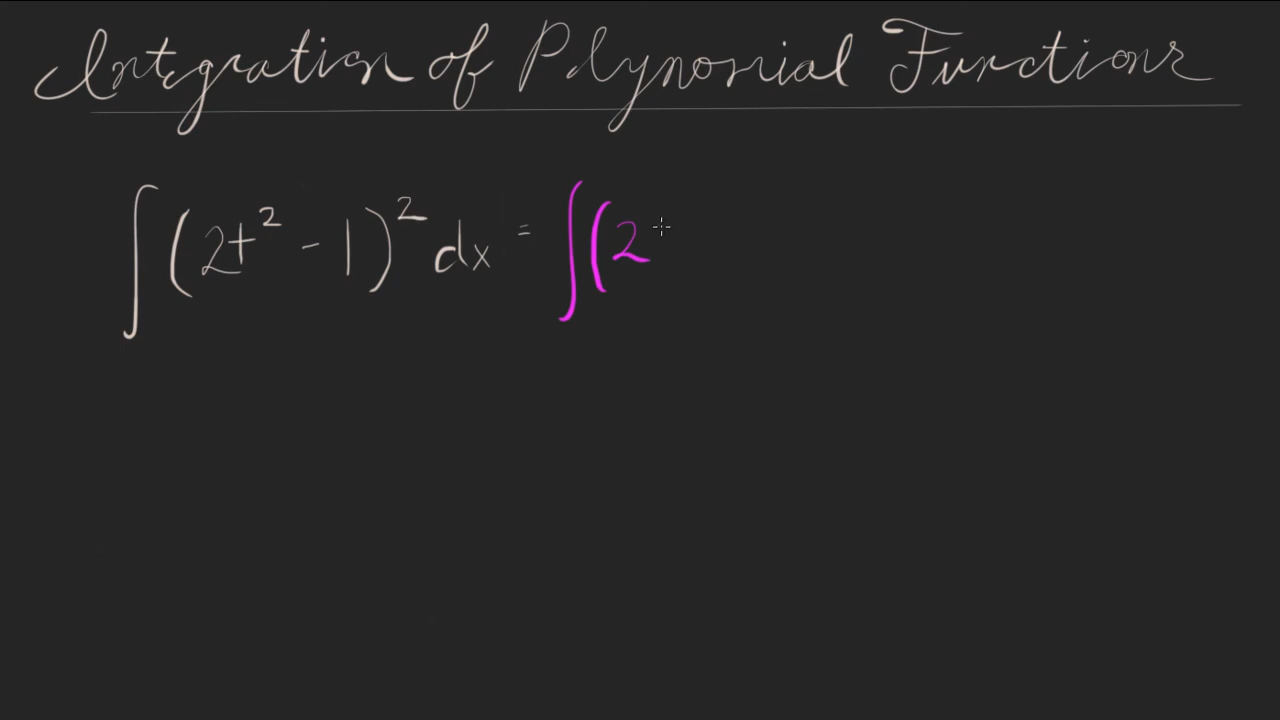 Integration of Polynomial Functions
∫(2t² - 1)² dx = ∫(2